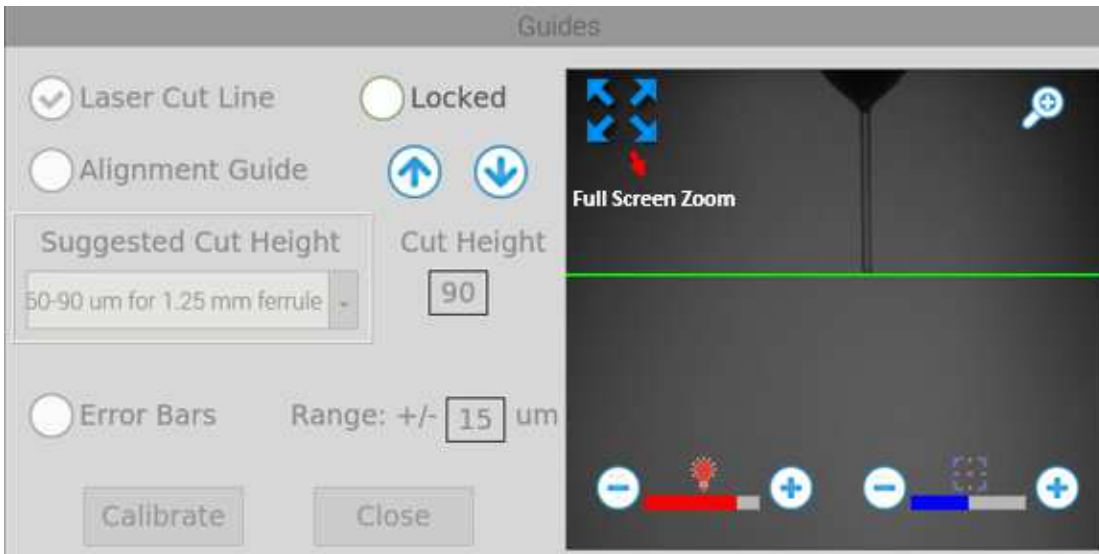 Guides
Laser Cut Line
Locked
Alignment Guide
Suggested Cut Height
Cut Height
60-90 um for 1.25 mm ferrule
90
Error Bars
Range: +/- 15 um
Calibrate
Close
Full Screen Zoom